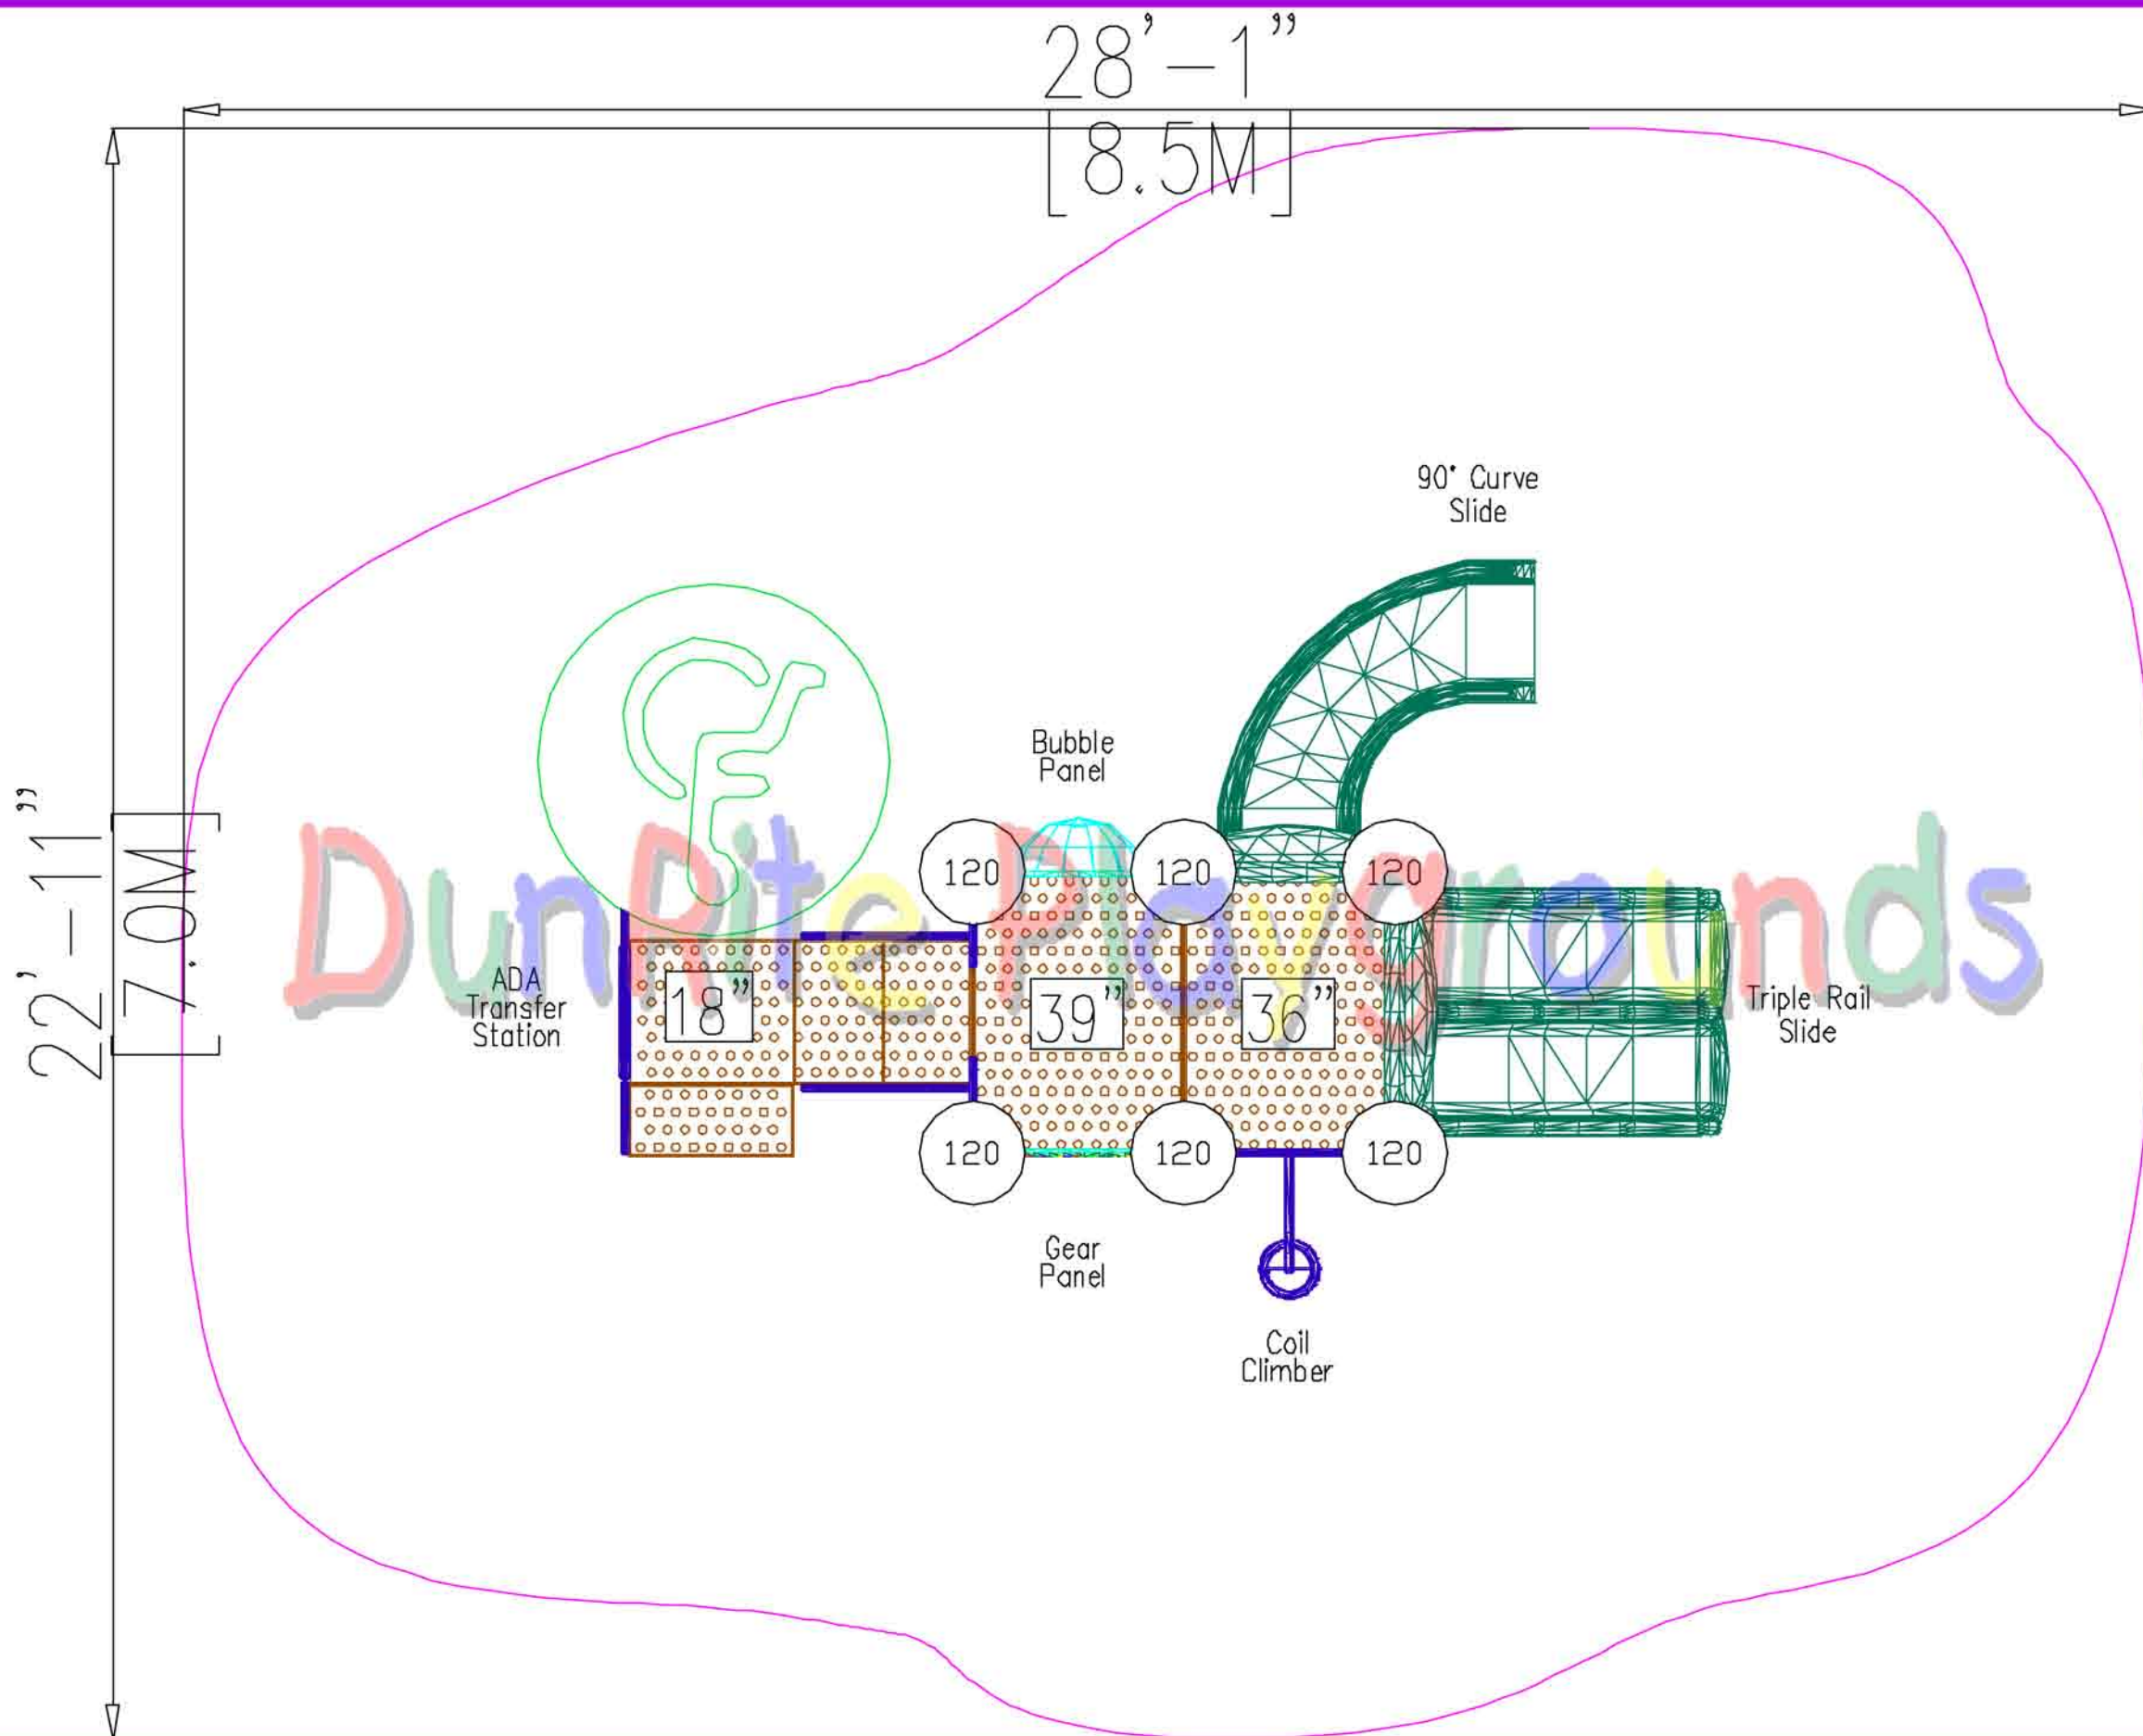 28'-1"
[8.5M]
22'-11"
[7.0M]
90° Curve
Slide
Bubble
Panel
120
120
120
DunRite Playgrounds
ADA
Transfer
Station
18"
39"
36"
Triple Rail
Slide
120
120
120
Gear
Panel
Coil
Climber